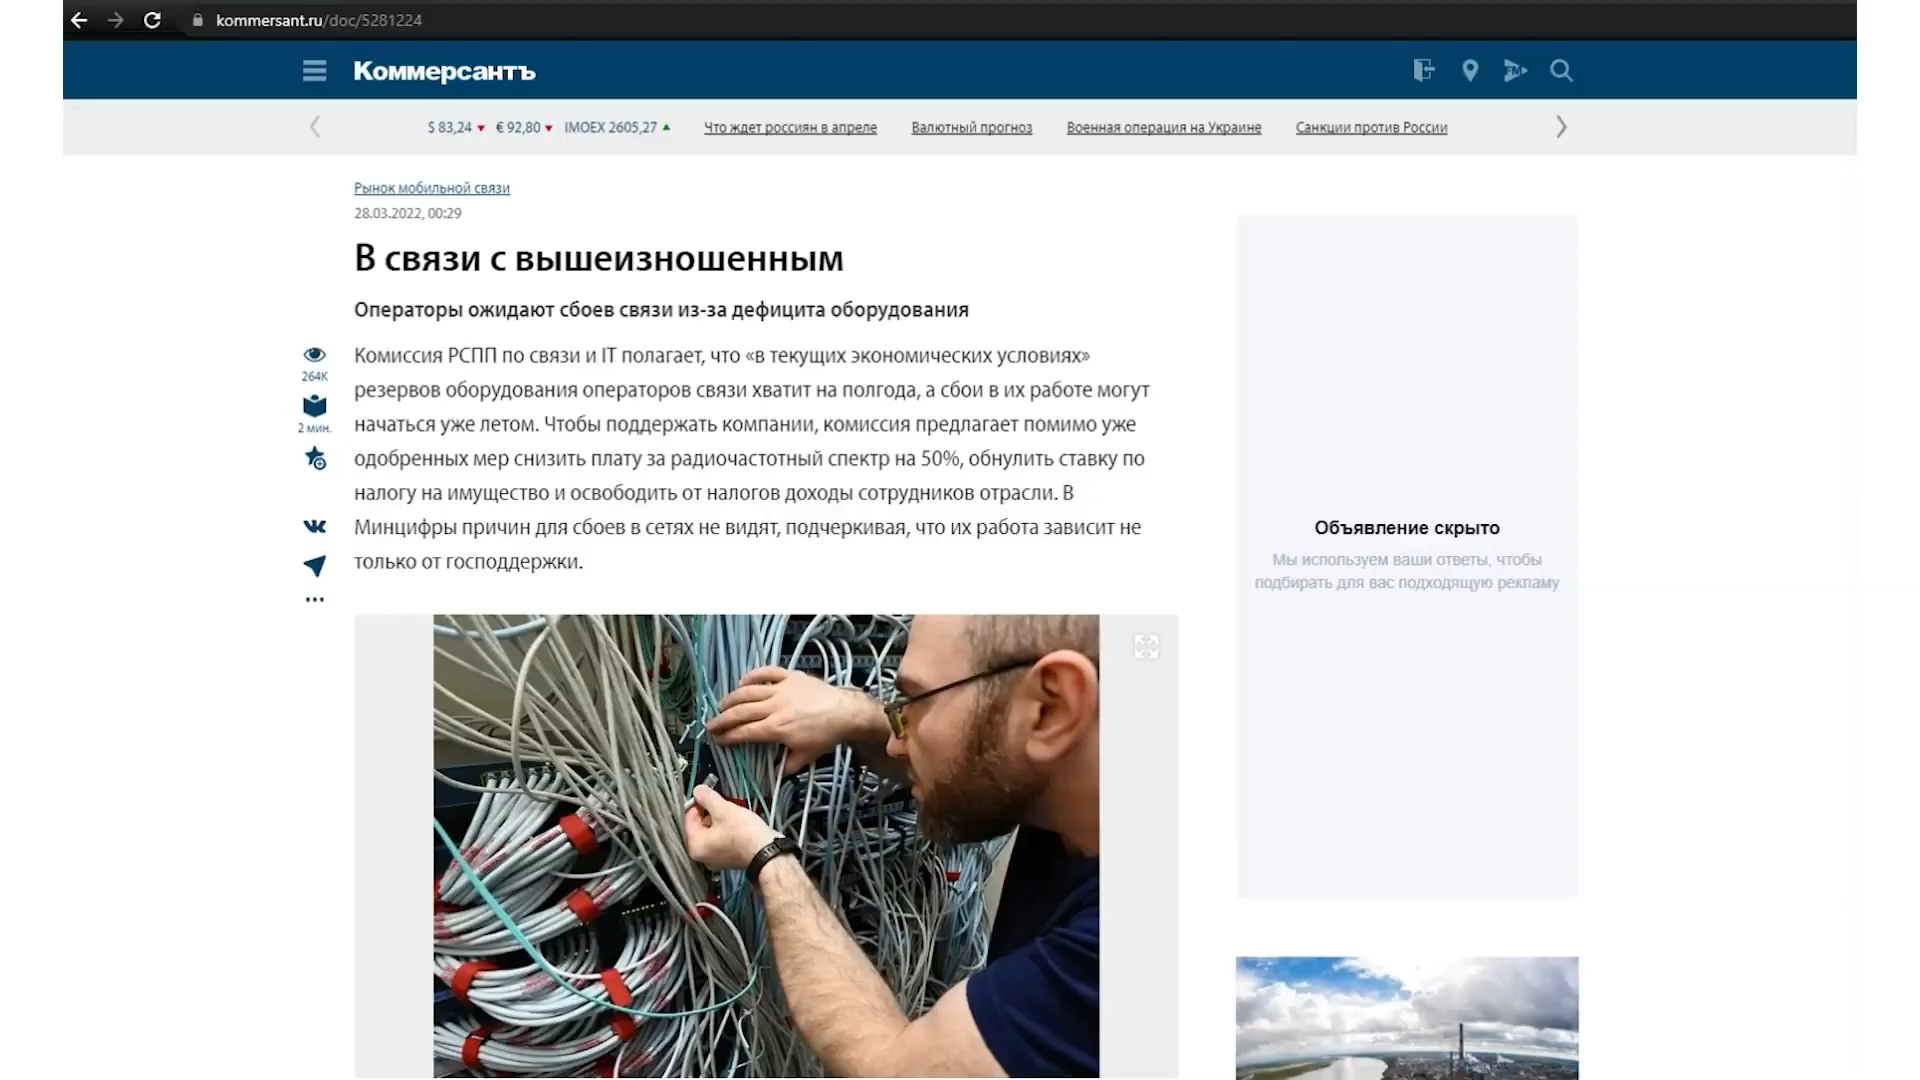 kommersant.ru/doc/5281224
Коммерсантъ
$ 83,24 € 92,80 IMOEX 2605,27 Что ждет россиян в апреле Валютный прогноз Военная операция на Украине Санкции против России
Рынок мобильной связи
28.03.2022, 00:29
В связи с вышеизношенным
Операторы ожидают сбоев связи из-за дефицита оборудования
264K
2 мин.
Комиссия РСПП по связи и IT полагает, что «в текущих экономических условиях»
резервов оборудования операторов связи хватит на полгода, а сбои в их работе могут
начаться уже летом. Чтобы поддержать компании, комиссия предлагает помимо уже
одобренных мер снизить плату за радиочастотный спектр на 50%, обнулить ставку по
налогу на имущество и освободить от налогов доходы сотрудников отрасли. В
Минцифры причин для сбоев в сетях не видят, подчеркивая, что их работа зависит не
только от господдержки.
Объявление скрыто
Мы используем ваши ответы, чтобы
подбирать для вас подходящую рекламу